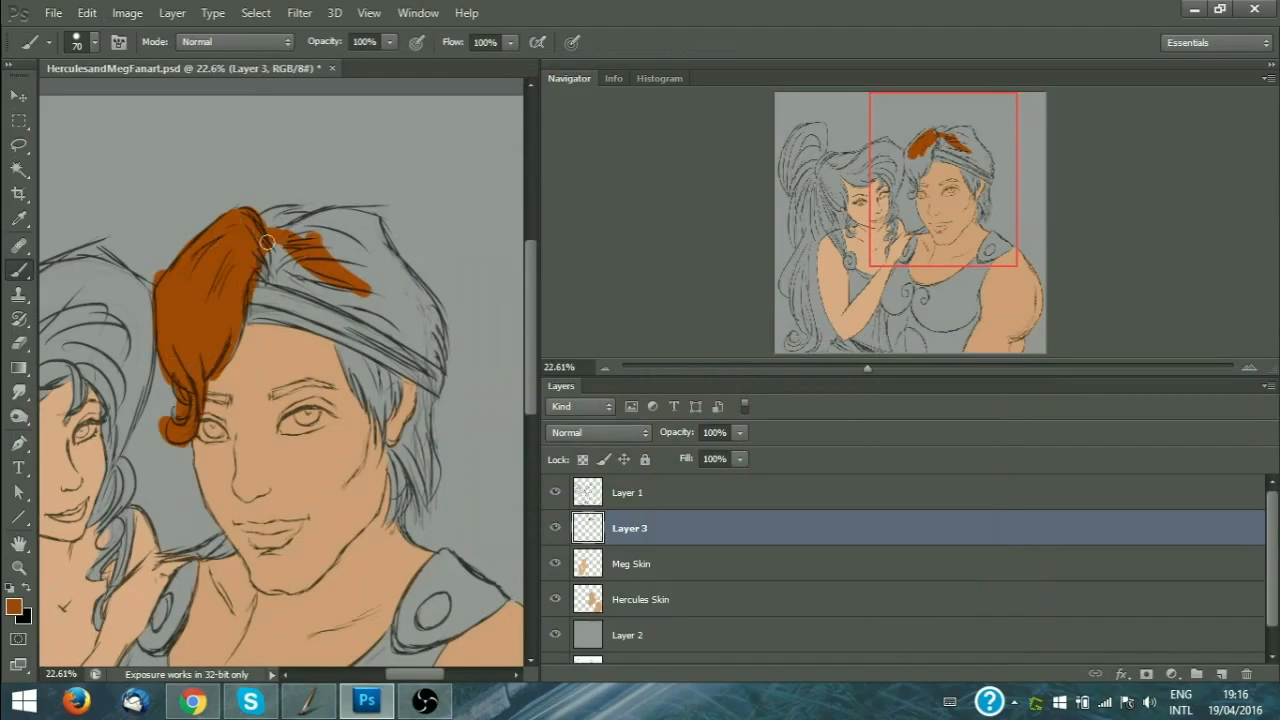 Ps File Edit Image Layer Type Select Filter 3D View Window Help
70 Mode: Normal Opacity: 100% Flow: 100% Essentials
HerculesandMegFanart.psd @ 22.6% (Layer 3, RGB/8#) *
Navigator Info Histogram
22.61%
Layers
Kind
Normal Opacity: 100%
Lock: Fill: 100%
Layer 1
Layer 3
Meg Skin
Hercules Skin
Layer 2
22.61% Exposure works in 32-bit only
Ps ENG 19:16
INTL 19/04/2016